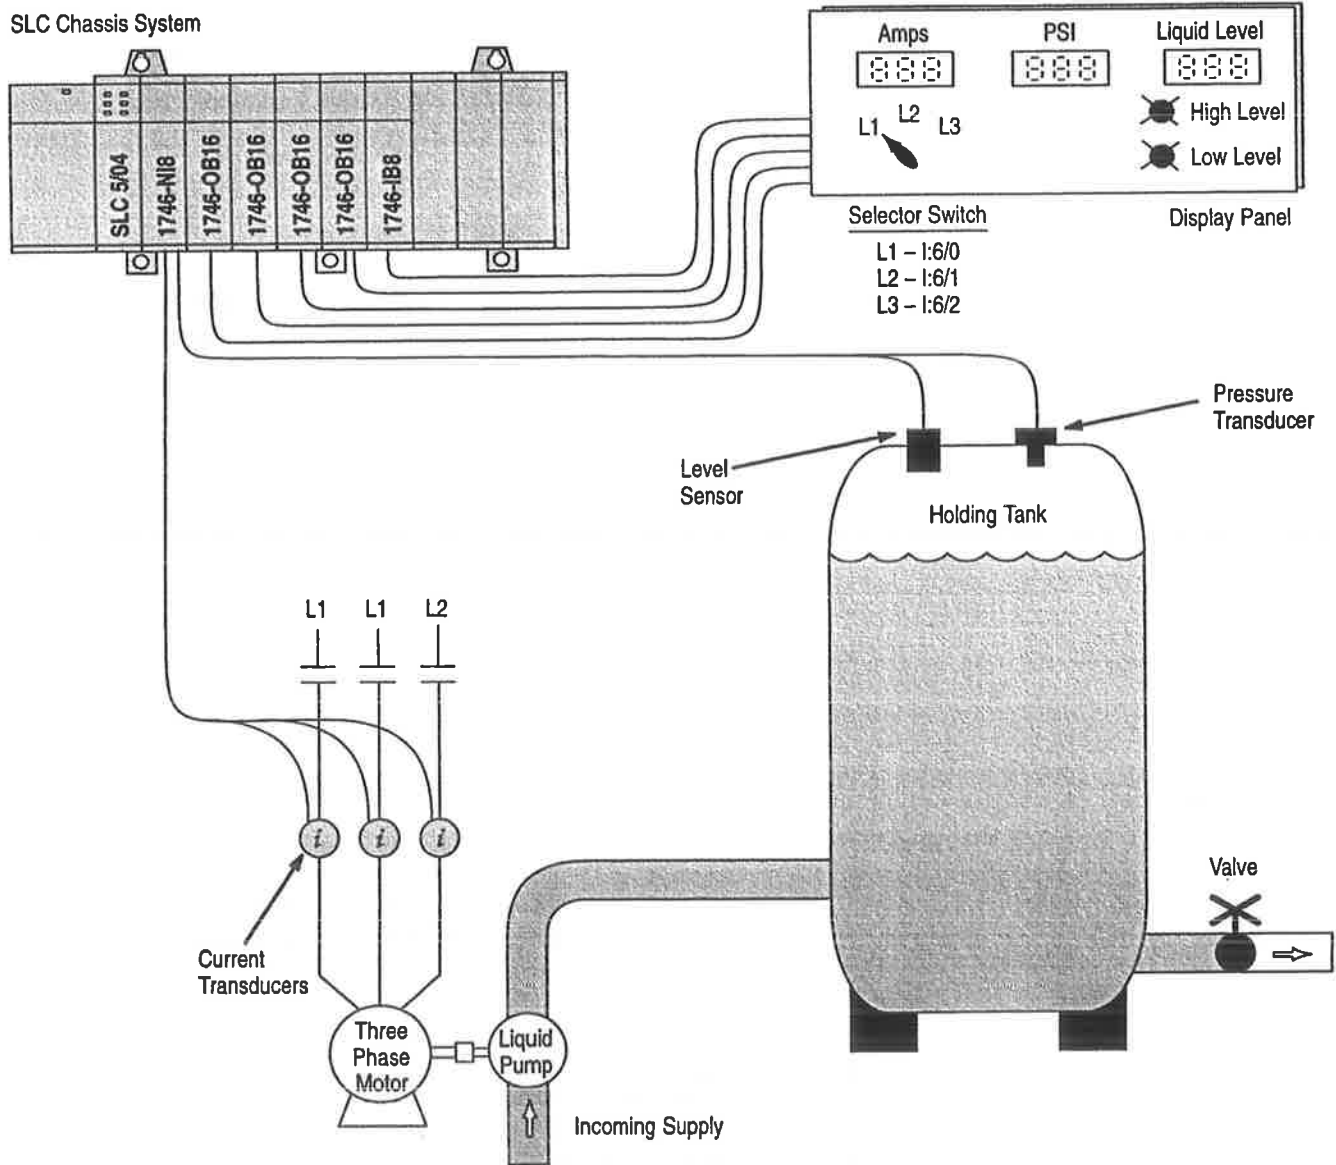 SLC Chassis System
SLC 5/04
1746-NI8
1746-OB16
1746-OB16
1746-OB16
1746-OB16
1746-IB8
Amps
PSI
Liquid Level
888
888
888
L1
L2
L3
High Level
Low Level
Selector Switch
L1 – I:6/0
L2 – I:6/1
L3 – I:6/2
Display Panel
Pressure
Transducer
Level
Sensor
Holding Tank
L1
L1
L2
i
i
i
Current
Transducers
Three
Phase
Motor
Liquid
Pump
Incoming Supply
Valve